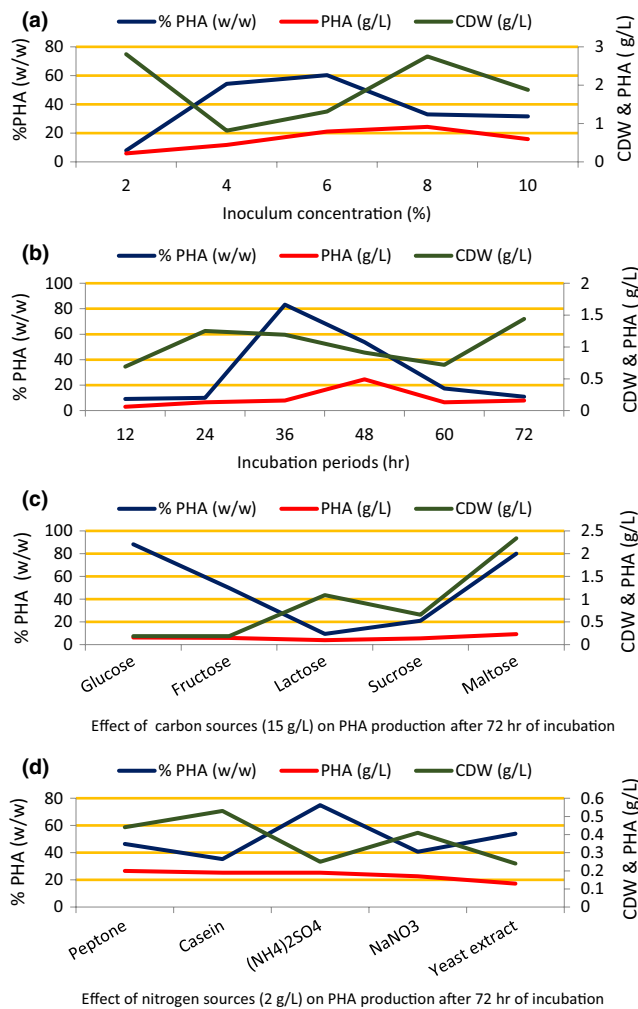 (a)
% PHA (w/w) PHA (g/L) CDW (g/L)
%PHA (w/w)
80
60
40
20
0
3
2
1
0
CDW & PHA ( g/L)
2 4 6 8 10
Inoculum concentration (%)
(b)
% PHA (w/w) PHA (g/L) CDW (g/L)
% PHA (w/w)
100
80
60
40
20
0
2
1.5
1
0.5
0
CDW & PHA ( g/L)
12 24 36 48 60 72
Incubation periods (hr)
(c)
% PHA (w/w) PHA (g/L) CDW (g/L)
% PHA (w/w)
100
80
60
40
20
0
2.5
2
1.5
1
0.5
0
CDW & PHA (g/L)
Glucose Fructose Lactose Sucrose Maltose
Effect of carbon sources (15 g/L) on PHA production after 72 hr of incubation
(d)
% PHA (w/w) PHA (g/L) CDW (g/L)
% PHA (w/w)
80
60
40
20
0
0.6
0.5
0.4
0.3
0.2
0.1
0
CDW & PHA (g/L)
Peptone Casein (NH4)2SO4 NaNO3 Yeast extract
Effect of nitrogen sources (2 g/L) on PHA production after 72 hr of incubation